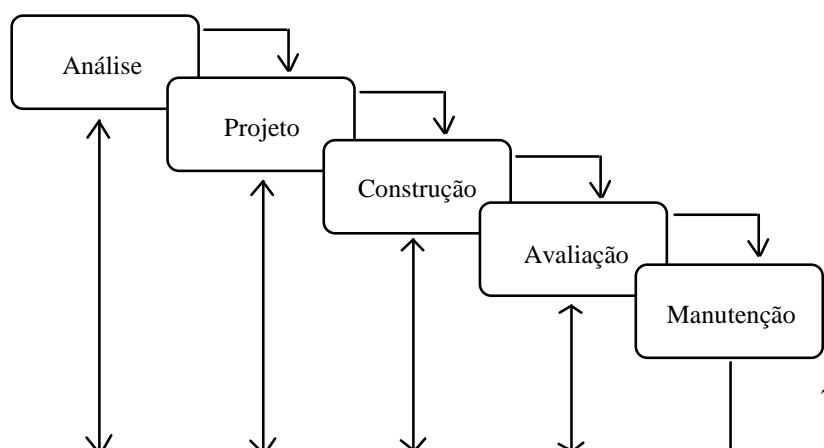 Análise
Projeto
Construção
Avaliação
Manutenção